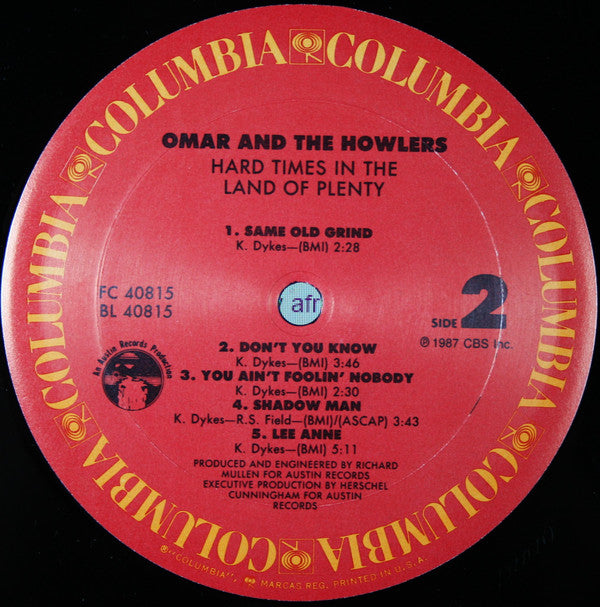 COLUMBIA COLUMBIA COLUMBIA COLUMBIA COLUMBIA COLUMBIA COLUMBIA COLUMBIA
OMAR AND THE HOWLERS
HARD TIMES IN THE
LAND OF PLENTY
1. SAME OLD GRIND
K. Dykes—(BMI) 2:28
FC 40815
BL 40815
afr
SIDE 2
℗ 1987 CBS Inc.
An Austin Records Production
2. DON'T YOU KNOW
K. Dykes—(BMI) 3:46
3. YOU AIN'T FOOLIN' NOBODY
K. Dykes—(BMI) 2:30
4. SHADOW MAN
K. Dykes—R.S. Field—(BMI)/(ASCAP) 3:43
5. LEE ANNE
K. Dykes—(BMI) 5:11
PRODUCED AND ENGINEERED BY RICHARD
MULLEN FOR AUSTIN RECORDS
EXECUTIVE PRODUCTION BY HERSCHEL
CUNNINGHAM FOR AUSTIN
RECORDS
®"COLUMBIA", MARCAS REG. PRINTED IN U.S.A.